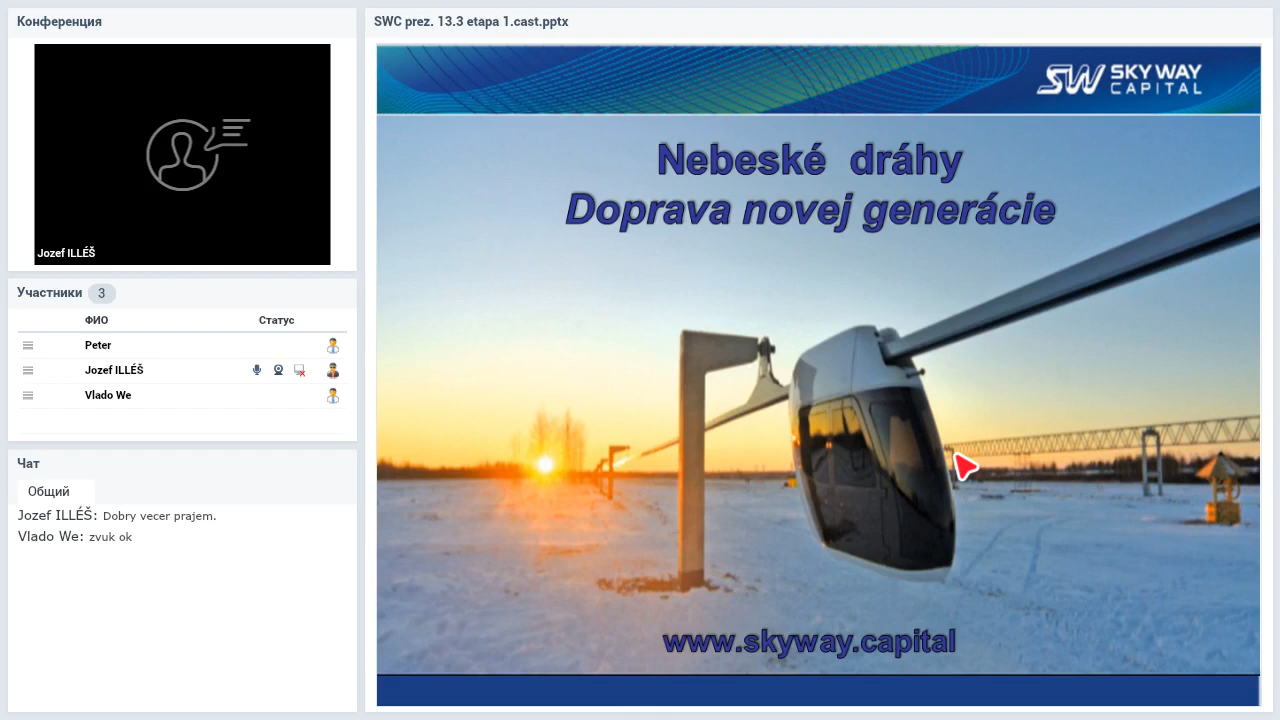 Конференция
Jozef ILLÉŠ
Участники 3
ФИО Статус
Peter
Jozef ILLÉŠ
Vlado We
Чат
Общий
Jozef ILLÉŠ: Dobry vecer prajem.
Vlado We: zvuk ok
SWC prez. 13.3 etapa 1.cast.pptx
SW SKY WAY
CAPITAL
Nebeské dráhy
Doprava novej generácie
www.skyway.capital